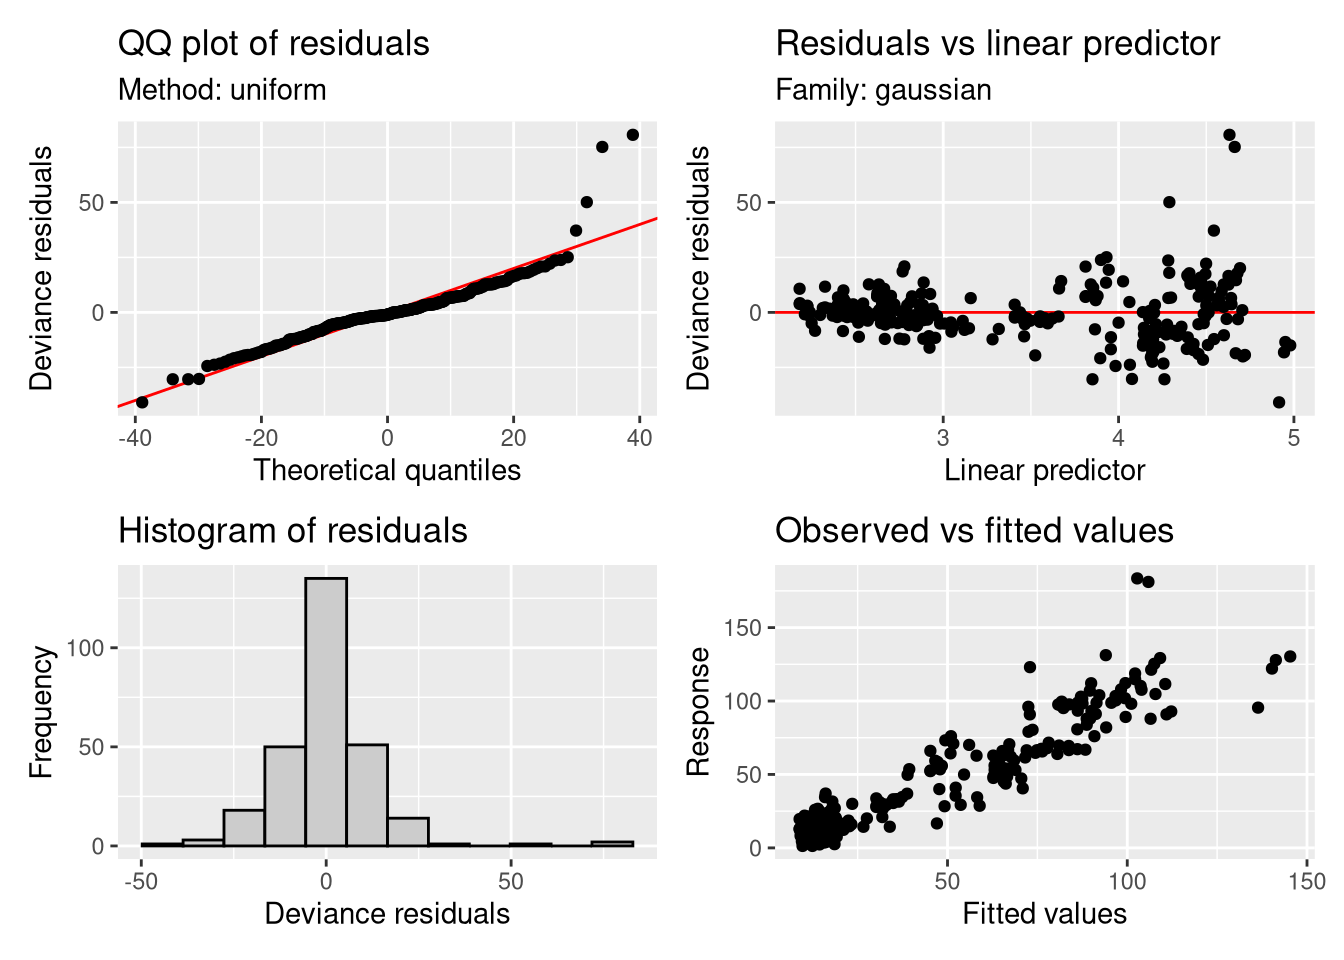 QQ plot of residuals
Method: uniform
Deviance residuals
50
0
-40
-20
0
20
40
Theoretical quantiles
Residuals vs linear predictor
Family: gaussian
Deviance residuals
50
0
3
4
5
Linear predictor
Histogram of residuals
Frequency
100
50
0
-50
0
50
Deviance residuals
Observed vs fitted values
Response
150
100
50
0
50
100
150
Fitted values